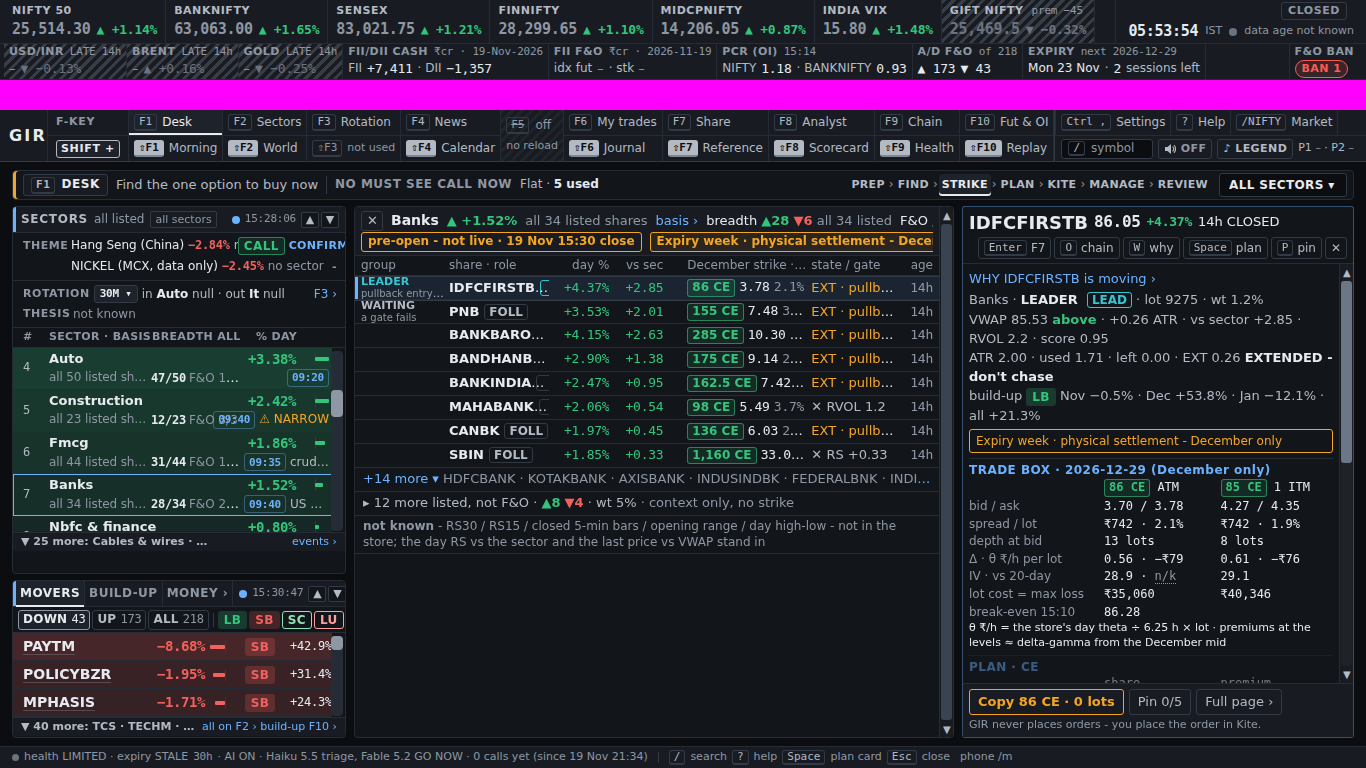 NIFTY 50 BANKNIFTY SENSEX FINNIFTY MIDCPNIFTY INDIA VIX GIFT NIFTY prem −45 CLOSED
25,514.30 ▲ +1.14% 63,063.00 ▲ +1.65% 83,021.75 ▲ +1.21% 28,299.65 ▲ +1.10% 14,206.05 ▲ +0.87% 15.80 ▲ +1.48% 25,469.5 ▼ −0.32% 05:53:54 IST data age not known
USD/INR LATE 14h BRENT LATE 14h GOLD LATE 14h FII/DII CASH ₹cr · 19-Nov-2026 FII F&O ₹cr · 2026-11-19 PCR (OI) 15:14 A/D F&O of 218 EXPIRY next 2026-12-29 F&O BAN
– ▼ −0.13% – ▲ +0.16% – ▼ −0.25% FII +7,411 · DII −1,357 idx fut – · stk – NIFTY 1.18 · BANKNIFTY 0.93 ▲ 173 ▼ 43 Mon 23 Nov · 2 sessions left BAN 1
GIR F-KEY F1 Desk F2 Sectors F3 Rotation F4 News F5 off F6 My trades F7 Share F8 Analyst F9 Chain F10 Fut & OI Ctrl , Settings ? Help /NIFTY Market
SHIFT + ⇧F1 Morning ⇧F2 World ⇧F3 not used ⇧F4 Calendar no reload ⇧F6 Journal ⇧F7 Reference ⇧F8 Scorecard ⇧F9 Health ⇧F10 Replay / symbol OFF ♪ LEGEND P1 – · P2 –
F1 DESK Find the one option to buy NO MUST SEE CALL NOW Flat · 5 used PREP › FIND › STRIKE › PLAN › KITE › MANAGE › REVIEW ALL SECTORS ▾
SECTORS all listed all sectors 15:28:06 ▲ ▼
THEME Hang Seng (China) −2.84% CALL CONFIRM
NICKEL (MCX, data only) −2.45% no sector -
ROTATION 30M ▾ in Auto null · out It null F3 ›
THESIS not known
# SECTOR · BASIS BREADTH ALL % DAY
4 Auto +3.38%
all 50 listed sh… 47/50 F&O 1… 09:20
5 Construction +2.42%
all 23 listed sh… 12/23 09:40 ⚠ NARROW
6 Fmcg +1.86%
all 44 listed sh… 31/44 F&O 1… 09:35 crud…
7 Banks +1.52%
all 34 listed sh… 28/34 F&O 2… 09:40 US …
Nbfc & finance +0.80%
▼ 25 more: Cables & wires · … events ›
MOVERS BUILD-UP MONEY › 15:30:47 ▲ ▼
DOWN 43 UP 173 ALL 218 LB SB SC LU
PAYTM −8.68% SB +42.9%
POLICYBZR −1.95% SB +31.4%
MPHASIS −1.71% SB +24.3%
▼ 40 more: TCS · TECHM · … all on F2 › build-up F10 ›
✕ Banks ▲ +1.52% all 34 listed shares basis › breadth ▲28 ▼6 all 34 listed F&O
pre-open - not live · 19 Nov 15:30 close Expiry week · physical settlement - Dece
group share · role day % vs sec December strike ·… state / gate age
LEADER
pullback entry… IDFCFIRSTB… +4.37% +2.85 86 CE 3.78 2.1% EXT · pullb… 14h
WAITING
a gate fails PNB FOLL +3.53% +2.01 155 CE 7.48 3… EXT · pullb… 14h
BANKBARO… +4.15% +2.63 285 CE 10.30 … EXT · pullb… 14h
BANDHANB… +2.90% +1.38 175 CE 9.14 2… EXT · pullb… 14h
BANKINDIA… +2.47% +0.95 162.5 CE 7.42… EXT · pullb… 14h
MAHABANK… +2.06% +0.54 98 CE 5.49 3.7% ✕ RVOL 1.2 14h
CANBK FOLL +1.97% +0.45 136 CE 6.03 2… EXT · pullb… 14h
SBIN FOLL +1.85% +0.33 1,160 CE 33.0… ✕ RS +0.33 14h
+14 more ▾ HDFCBANK · KOTAKBANK · AXISBANK · INDUSINDBK · FEDERALBNK · INDI…
▸ 12 more listed, not F&O · ▲8 ▼4 · wt 5% · context only, no strike
not known - RS30 / RS15 / closed 5-min bars / opening range / day high-low - not in the
store; the day RS vs the sector and the last price vs VWAP stand in
IDFCFIRSTB 86.05 +4.37% 14h CLOSED
Enter F7 O chain W why Space plan P pin ✕
WHY IDFCFIRSTB is moving ›
Banks · LEADER LEAD · lot 9275 · wt 1.2%
VWAP 85.53 above · +0.26 ATR · vs sector +2.85 ·
RVOL 2.2 · score 0.95
ATR 2.00 · used 1.71 · left 0.00 · EXT 0.26 EXTENDED -
don't chase
build-up LB Nov −0.5% · Dec +53.8% · Jan −12.1% ·
all +21.3%
Expiry week · physical settlement - December only
TRADE BOX · 2026-12-29 (December only)
86 CE ATM 85 CE 1 ITM
bid / ask 3.70 / 3.78 4.27 / 4.35
spread / lot ₹742 · 2.1% ₹742 · 1.9%
depth at bid 13 lots 8 lots
Δ · θ ₹/h per lot 0.56 · −₹79 0.61 · −₹76
IV · vs 20-day 28.9 · n/k 29.1
lot cost = max loss ₹35,060 ₹40,346
break-even 15:10 86.28
θ ₹/h = the store's day theta ÷ 6.25 h × lot · premiums at the
levels ≈ delta-gamma from the December mid
PLAN · CE
share premium
Copy 86 CE · 0 lots Pin 0/5 Full page ›
GIR never places orders - you place the order in Kite.
health LIMITED · expiry STALE 30h · AI ON · Haiku 5.5 triage, Fable 5.2 GO NOW · 0 calls yet (since 19 Nov 21:34) / search ? help Space plan card Esc close phone /m